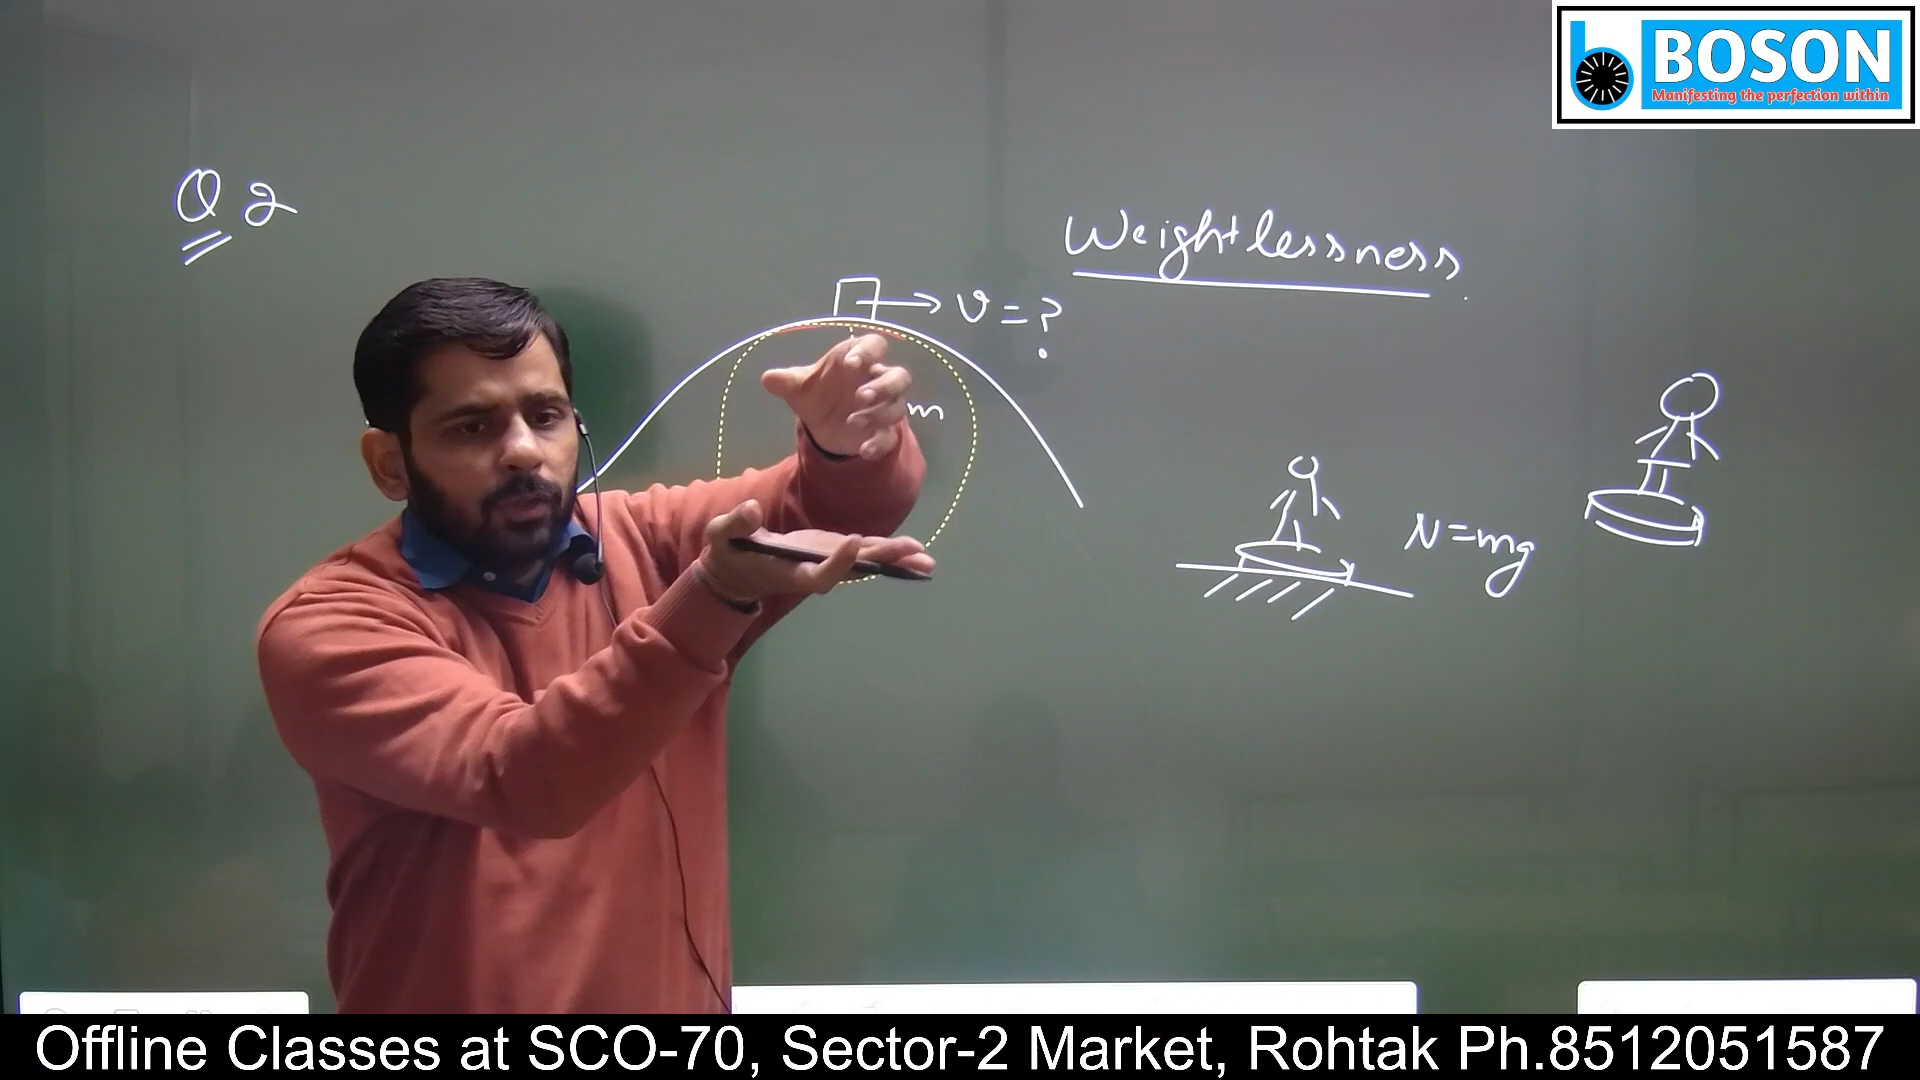 BOSON
Manifesting the perfection within
Q 2
Weightlessness
v = ?
m
N = mg
Offline Classes at SCO-70, Sector-2 Market, Rohtak Ph.8512051587